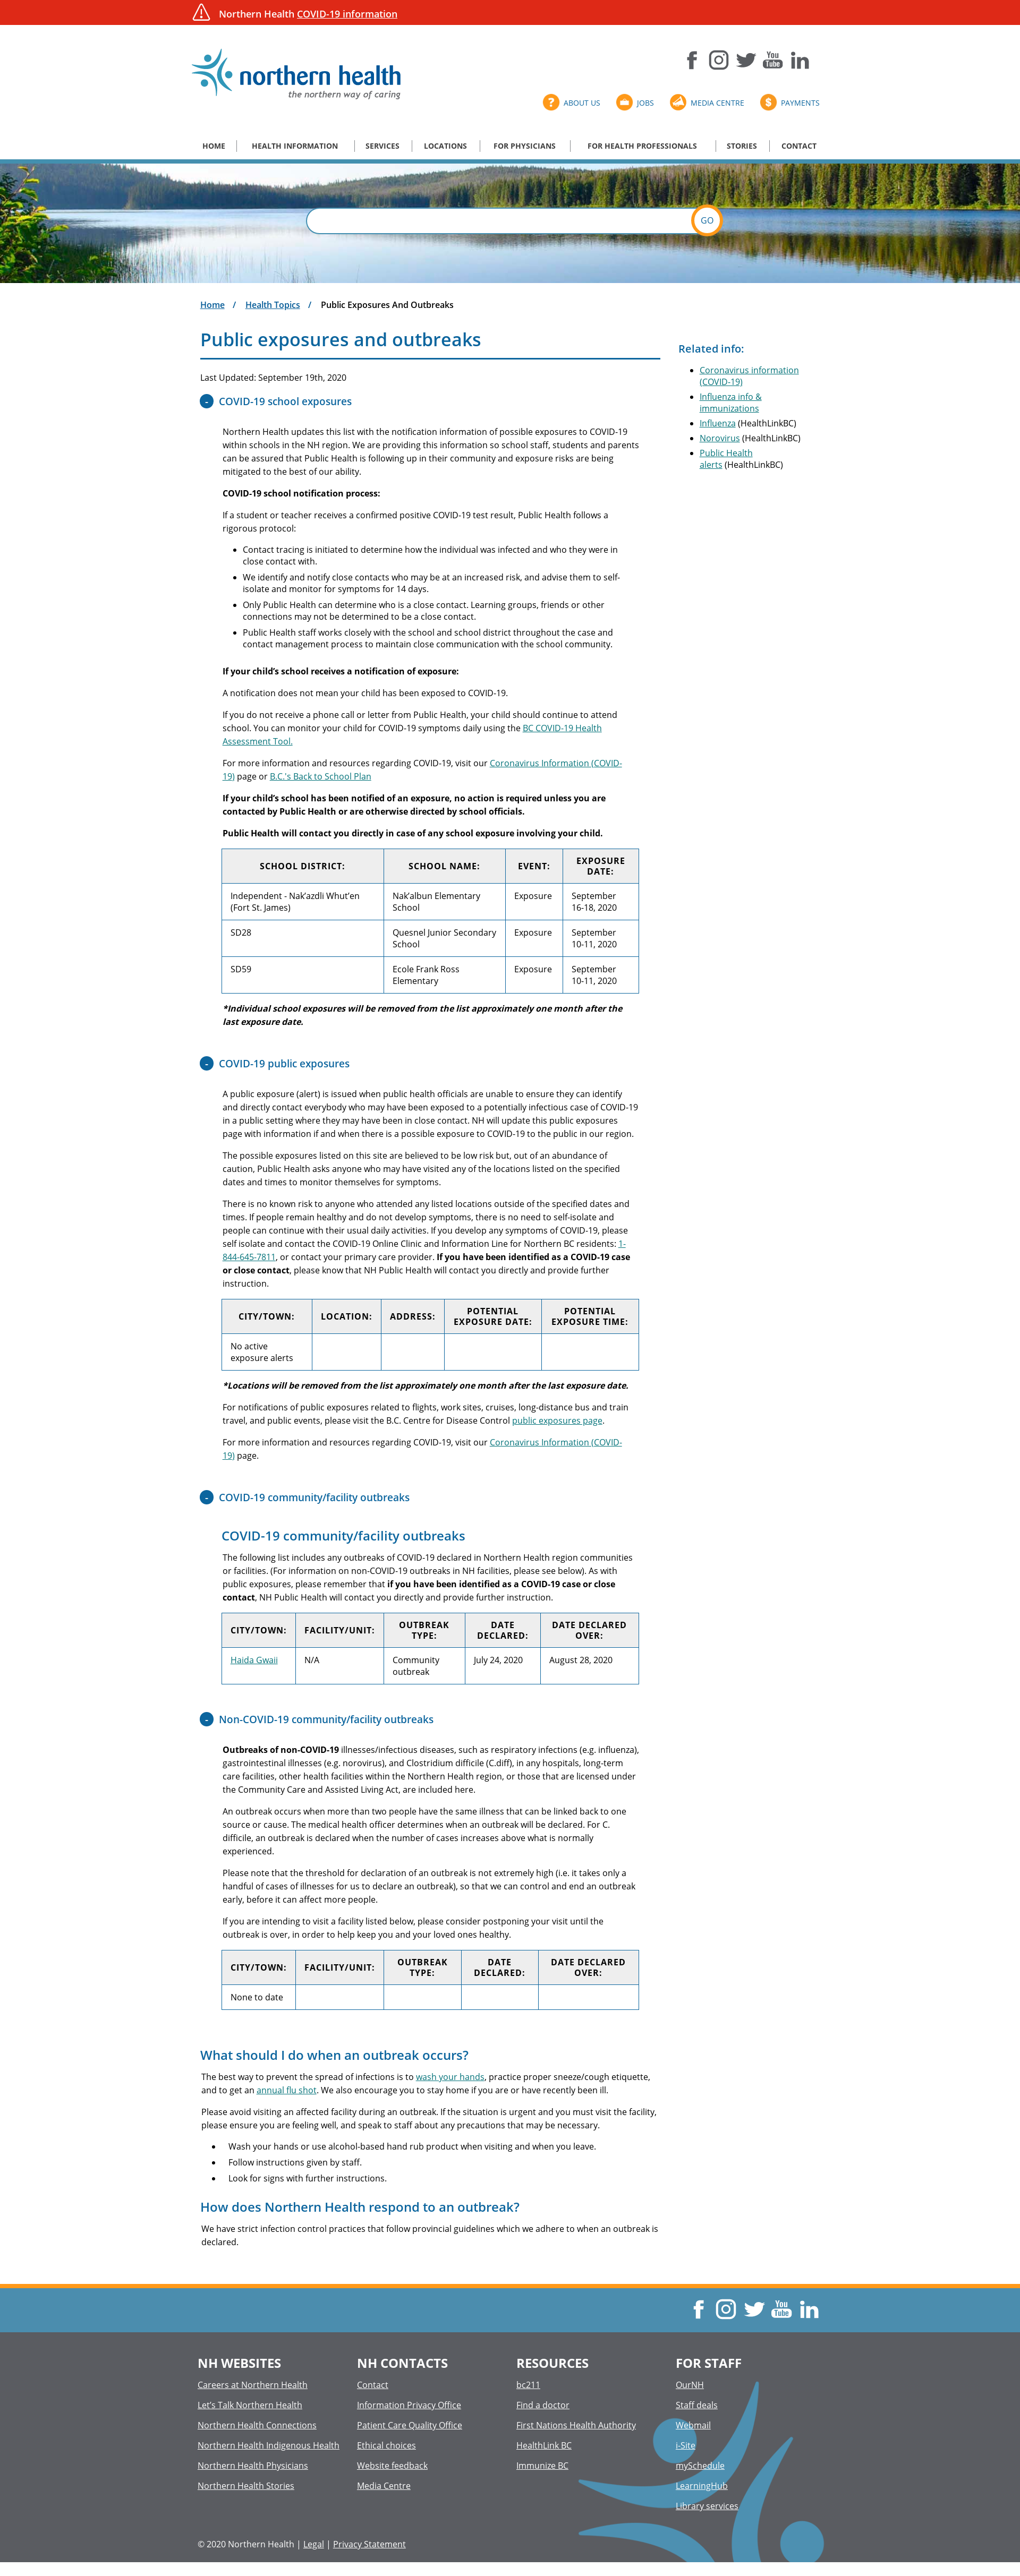 Northern Health COVID-19 information
northern health
the northern way of caring
ABOUT US
JOBS
MEDIA CENTRE
PAYMENTS
HOME
HEALTH INFORMATION
SERVICES
LOCATIONS
FOR PHYSICIANS
FOR HEALTH PROFESSIONALS
STORIES
CONTACT
GO
Home / Health Topics / Public Exposures And Outbreaks
Public exposures and outbreaks
Last Updated: September 19th, 2020
- COVID-19 school exposures
Northern Health updates this list with the notification information of possible exposures to COVID-19
within schools in the NH region. We are providing this information so school staff, students and parents
can be assured that Public Health is following up in their community and exposure risks are being
mitigated to the best of our ability.
COVID-19 school notification process:
If a student or teacher receives a confirmed positive COVID-19 test result, Public Health follows a
rigorous protocol:
• Contact tracing is initiated to determine how the individual was infected and who they were in
close contact with.
• We identify and notify close contacts who may be at an increased risk, and advise them to self-
isolate and monitor for symptoms for 14 days.
• Only Public Health can determine who is a close contact. Learning groups, friends or other
connections may not be determined to be a close contact.
• Public Health staff works closely with the school and school district throughout the case and
contact management process to maintain close communication with the school community.
If your child's school receives a notification of exposure:
A notification does not mean your child has been exposed to COVID-19.
If you do not receive a phone call or letter from Public Health, your child should continue to attend
school. You can monitor your child for COVID-19 symptoms daily using the BC COVID-19 Health
Assessment Tool.
For more information and resources regarding COVID-19, visit our Coronavirus Information (COVID-
19) page or B.C.'s Back to School Plan
If your child's school has been notified of an exposure, no action is required unless you are
contacted by Public Health or are otherwise directed by school officials.
Public Health will contact you directly in case of any school exposure involving your child.
SCHOOL DISTRICT: SCHOOL NAME: EVENT: EXPOSURE DATE:
Independent - Nak'azdli Whut'en (Fort St. James) Nak'albun Elementary School Exposure September 16-18, 2020
SD28 Quesnel Junior Secondary School Exposure September 10-11, 2020
SD59 Ecole Frank Ross Elementary Exposure September 10-11, 2020
*Individual school exposures will be removed from the list approximately one month after the
last exposure date.
- COVID-19 public exposures
A public exposure (alert) is issued when public health officials are unable to ensure they can identify
and directly contact everybody who may have been exposed to a potentially infectious case of COVID-19
in a public setting where they may have been in close contact. NH will update this public exposures
page with information if and when there is a possible exposure to COVID-19 to the public in our region.
The possible exposures listed on this site are believed to be low risk but, out of an abundance of
caution, Public Health asks anyone who may have visited any of the locations listed on the specified
dates and times to monitor themselves for symptoms.
There is no known risk to anyone who attended any listed locations outside of the specified dates and
times. If people remain healthy and do not develop symptoms, there is no need to self-isolate and
people can continue with their usual daily activities. If you develop any symptoms of COVID-19, please
self isolate and contact the COVID-19 Online Clinic and Information Line for Northern BC residents: 1-
844-645-7811, or contact your primary care provider. If you have been identified as a COVID-19 case
or close contact, please know that NH Public Health will contact you directly and provide further
instruction.
CITY/TOWN: LOCATION: ADDRESS: POTENTIAL EXPOSURE DATE: POTENTIAL EXPOSURE TIME:
No active exposure alerts
*Locations will be removed from the list approximately one month after the last exposure date.
For notifications of public exposures related to flights, work sites, cruises, long-distance bus and train
travel, and public events, please visit the B.C. Centre for Disease Control public exposures page.
For more information and resources regarding COVID-19, visit our Coronavirus Information (COVID-
19) page.
- COVID-19 community/facility outbreaks
COVID-19 community/facility outbreaks
The following list includes any outbreaks of COVID-19 declared in Northern Health region communities
or facilities. (For information on non-COVID-19 outbreaks in NH facilities, please see below). As with
public exposures, please remember that if you have been identified as a COVID-19 case or close
contact, NH Public Health will contact you directly and provide further instruction.
CITY/TOWN: FACILITY/UNIT: OUTBREAK TYPE: DATE DECLARED: DATE DECLARED OVER:
Haida Gwaii N/A Community outbreak July 24, 2020 August 28, 2020
- Non-COVID-19 community/facility outbreaks
Outbreaks of non-COVID-19 illnesses/infectious diseases, such as respiratory infections (e.g. influenza),
gastrointestinal illnesses (e.g. norovirus), and Clostridium difficile (C.diff), in any hospitals, long-term
care facilities, other health facilities within the Northern Health region, or those that are licensed under
the Community Care and Assisted Living Act, are included here.
An outbreak occurs when more than two people have the same illness that can be linked back to one
source or cause. The medical health officer determines when an outbreak will be declared. For C.
difficile, an outbreak is declared when the number of cases increases above what is normally
experienced.
Please note that the threshold for declaration of an outbreak is not extremely high (i.e. it takes only a
handful of cases of illnesses for us to declare an outbreak), so that we can control and end an outbreak
early, before it can affect more people.
If you are intending to visit a facility listed below, please consider postponing your visit until the
outbreak is over, in order to help keep you and your loved ones healthy.
CITY/TOWN: FACILITY/UNIT: OUTBREAK TYPE: DATE DECLARED: DATE DECLARED OVER:
None to date
What should I do when an outbreak occurs?
The best way to prevent the spread of infections is to wash your hands, practice proper sneeze/cough etiquette,
and to get an annual flu shot. We also encourage you to stay home if you are or have recently been ill.
Please avoid visiting an affected facility during an outbreak. If the situation is urgent and you must visit the facility,
please ensure you are feeling well, and speak to staff about any precautions that may be necessary.
• Wash your hands or use alcohol-based hand rub product when visiting and when you leave.
• Follow instructions given by staff.
• Look for signs with further instructions.
How does Northern Health respond to an outbreak?
We have strict infection control practices that follow provincial guidelines which we adhere to when an outbreak is
declared.
Related info:
• Coronavirus information
(COVID-19)
• Influenza info &
immunizations
• Influenza (HealthLinkBC)
• Norovirus (HealthLinkBC)
• Public Health
alerts (HealthLinkBC)
NH WEBSITES
Careers at Northern Health
Let's Talk Northern Health
Northern Health Connections
Northern Health Indigenous Health
Northern Health Physicians
Northern Health Stories
NH CONTACTS
Contact
Information Privacy Office
Patient Care Quality Office
Ethical choices
Website feedback
Media Centre
RESOURCES
bc211
Find a doctor
First Nations Health Authority
HealthLink BC
Immunize BC
FOR STAFF
OurNH
Staff deals
Webmail
i-Site
mySchedule
LearningHub
Library services
© 2020 Northern Health | Legal | Privacy Statement